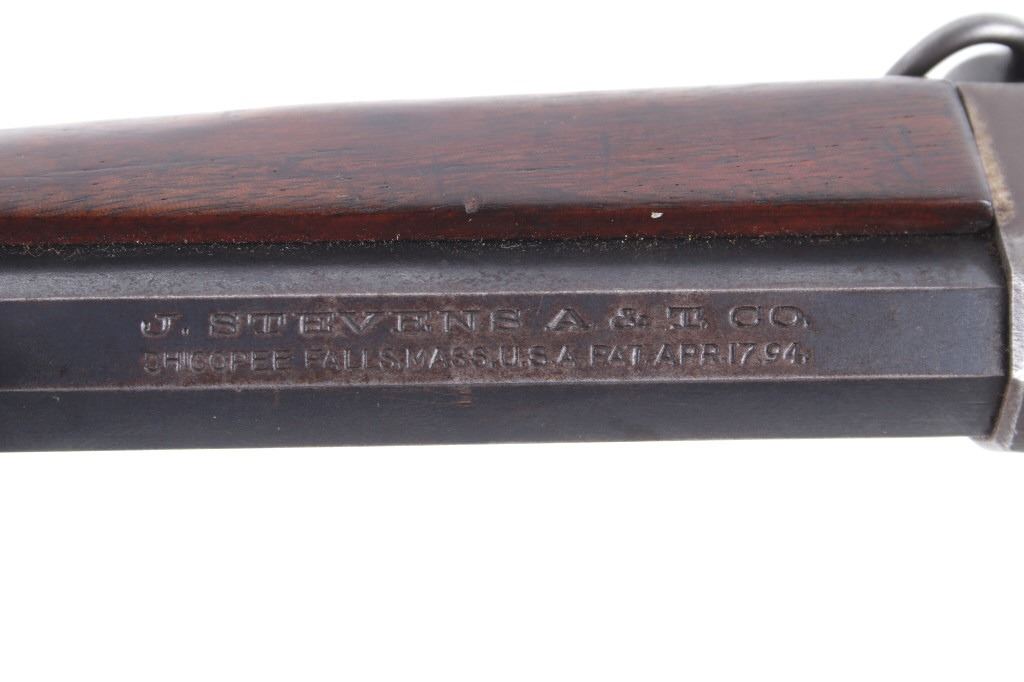 J. STEVENS A & T. CO.
CHICOPEE FALLS, MASS. U.S.A. PAT. APR. 17. 94.